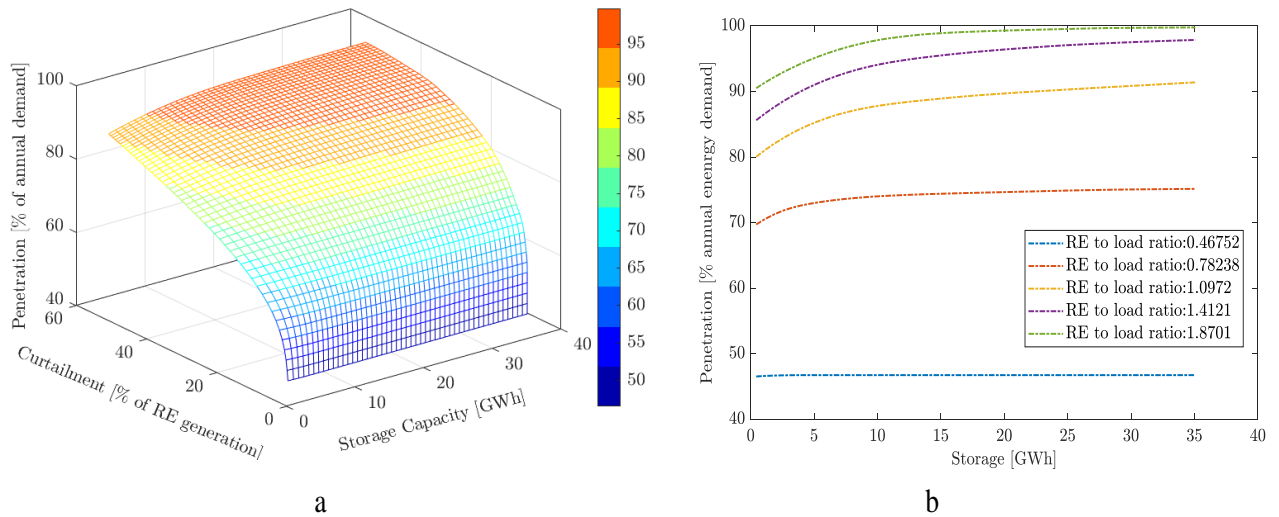 100
80
60
40
Penetration [% of annual demand]
60
40
20
0
Curtailment [% of RE generation]
0
10
20
30
40
Storage Capacity [GWh]
95
90
85
80
75
70
65
60
55
50
a
100
90
80
70
60
50
40
Penetration [% annual enenrgy demand]
RE to load ratio:0.46752
RE to load ratio:0.78238
RE to load ratio:1.0972
RE to load ratio:1.4121
RE to load ratio:1.8701
0 5 10 15 20 25 30 35 40
Storage [GWh]
b